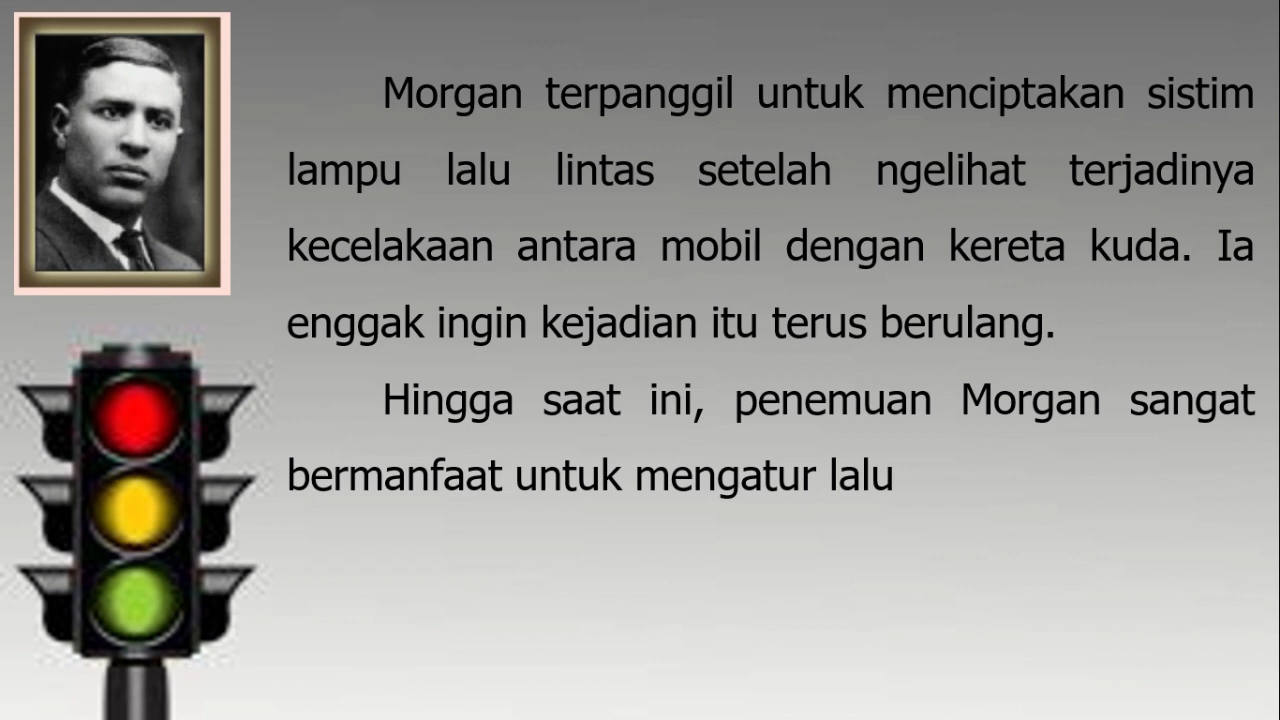 Morgan terpanggil untuk menciptakan sistim
lampu lalu lintas setelah ngelihat terjadinya
kecelakaan antara mobil dengan kereta kuda. Ia
enggak ingin kejadian itu terus berulang.
Hingga saat ini, penemuan Morgan sangat
bermanfaat untuk mengatur lalu